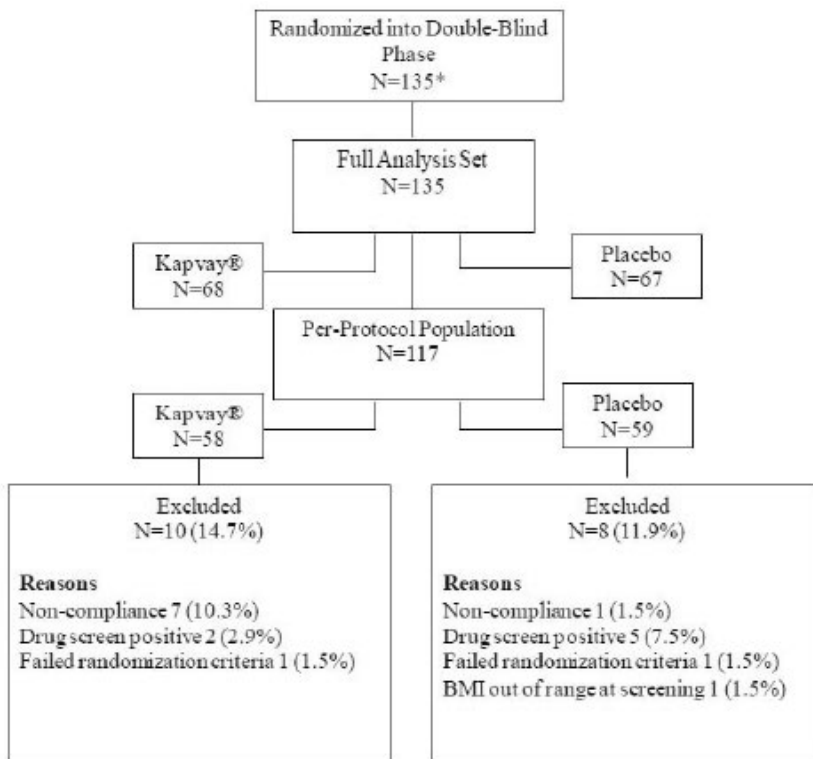 Randomized into Double-Blind
Phase
N=135*
Full Analysis Set
N=135
Kapvay®
N=68
Placebo
N=67
Per-Protocol Population
N=117
Kapvay®
N=58
Placebo
N=59
Excluded
N=10 (14.7%)
Reasons
Non-compliance 7 (10.3%)
Drug screen positive 2 (2.9%)
Failed randomization criteria 1 (1.5%)
Excluded
N=8 (11.9%)
Reasons
Non-compliance 1 (1.5%)
Drug screen positive 5 (7.5%)
Failed randomization criteria 1 (1.5%)
BMI out of range at screening 1 (1.5%)